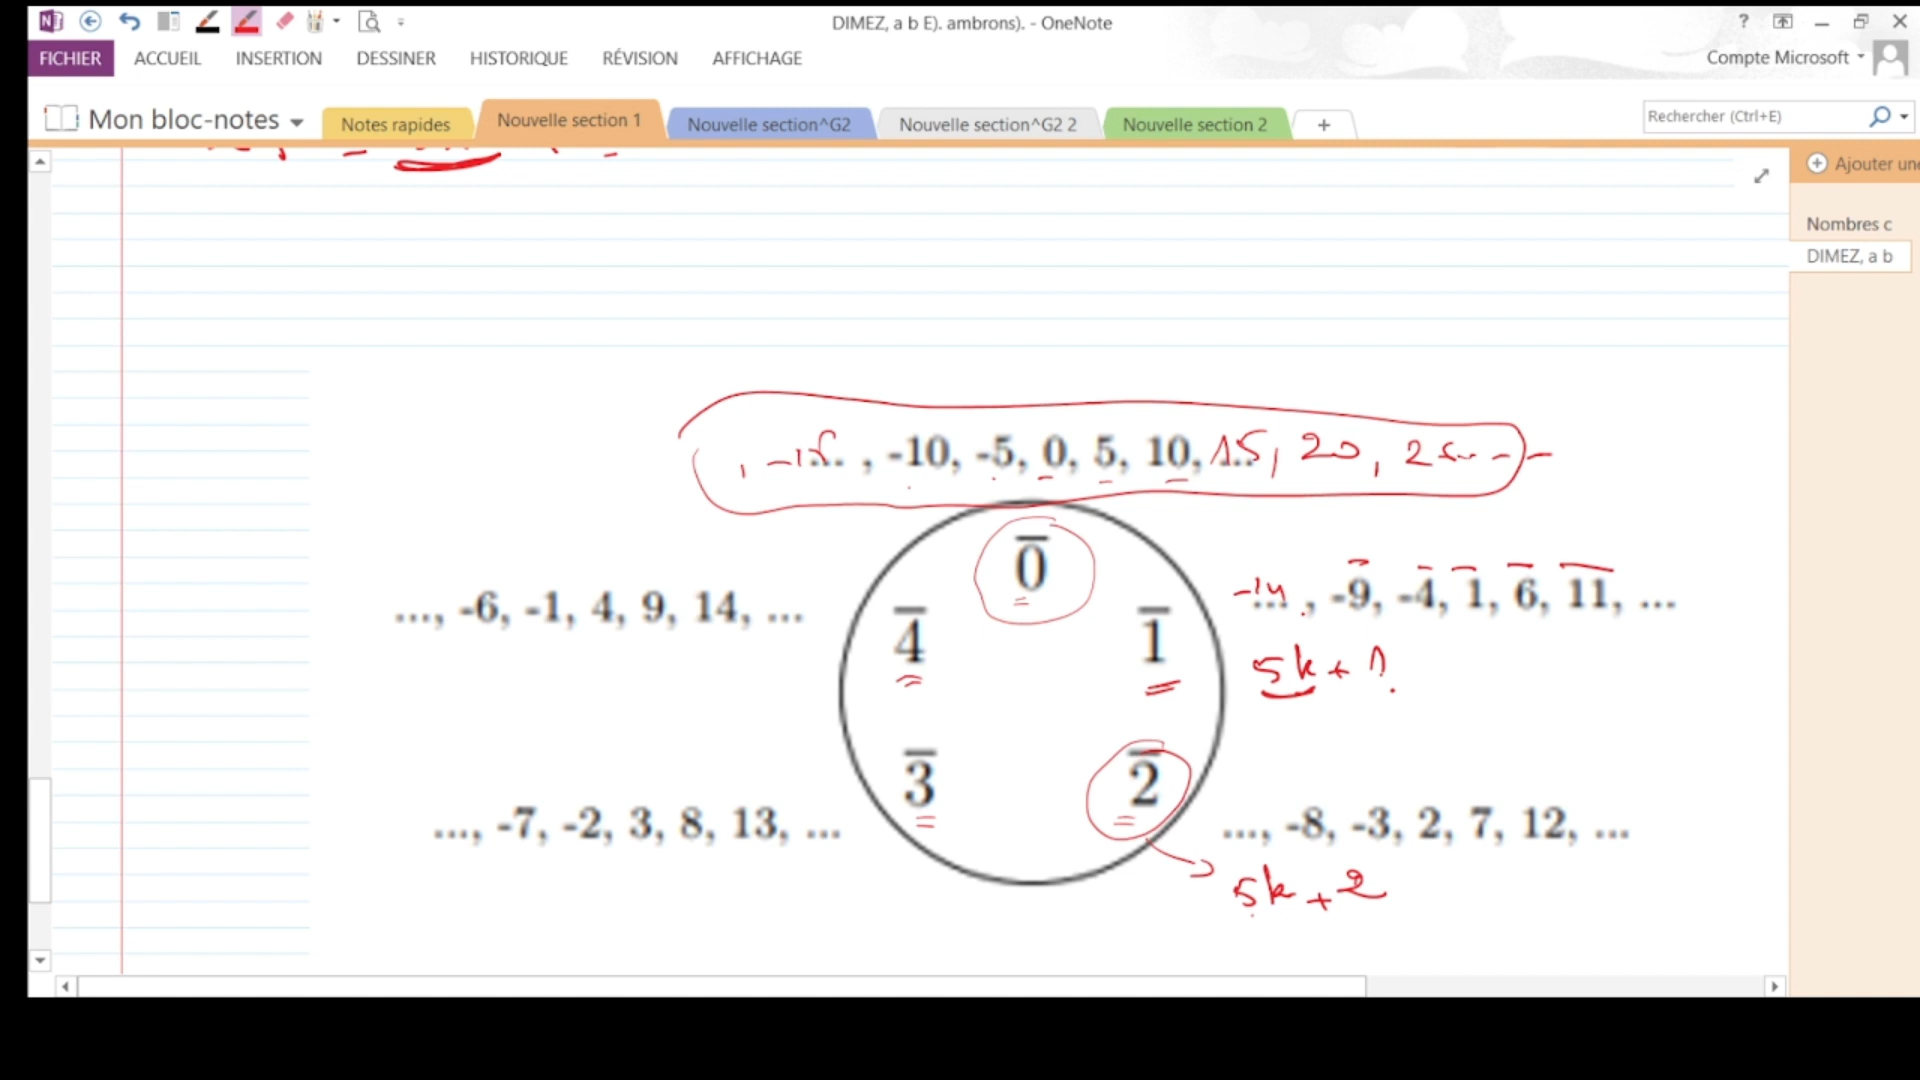 DIMEZ, a b E). ambrons). - OneNote
?
FICHIER ACCUEIL INSERTION DESSINER HISTORIQUE RÉVISION AFFICHAGE
Compte Microsoft
Mon bloc-notes
Notes rapides
Nouvelle section 1
Nouvelle section^G2
Nouvelle section^G2 2
Nouvelle section 2
+
Rechercher (Ctrl+E)
Ajouter une
Nombres c
DIMEZ, a b
, -15... , -10, -5, 0, 5, 10, ... 15, 20, 25 - - -
0̅
..., -6, -1, 4, 9, 14, ...
4̅
1̅
-14 ... , -9, -4, 1, 6, 11, ...
5k + 1
3̅
2̅
..., -7, -2, 3, 8, 13, ...
..., -8, -3, 2, 7, 12, ...
5k + 2